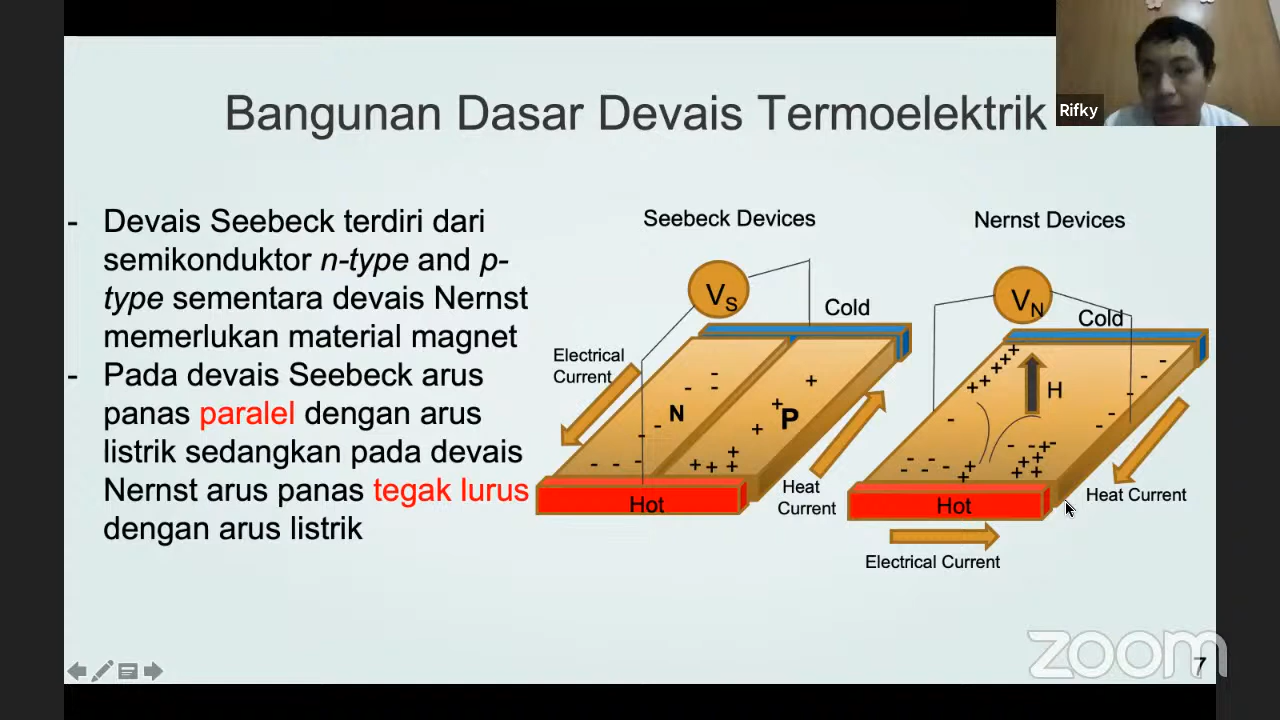 Rifky
Bangunan Dasar Devais Termoelektrik
- Devais Seebeck terdiri dari
semikonduktor n-type and p-
type sementara devais Nernst
memerlukan material magnet
- Pada devais Seebeck arus
panas paralel dengan arus
listrik sedangkan pada devais
Nernst arus panas tegak lurus
dengan arus listrik
Seebeck Devices
VS
Cold
Electrical
Current
N
P
Hot
Heat
Current
Nernst Devices
VN
Cold
H
Hot
Heat Current
Electrical Current
zoom
7